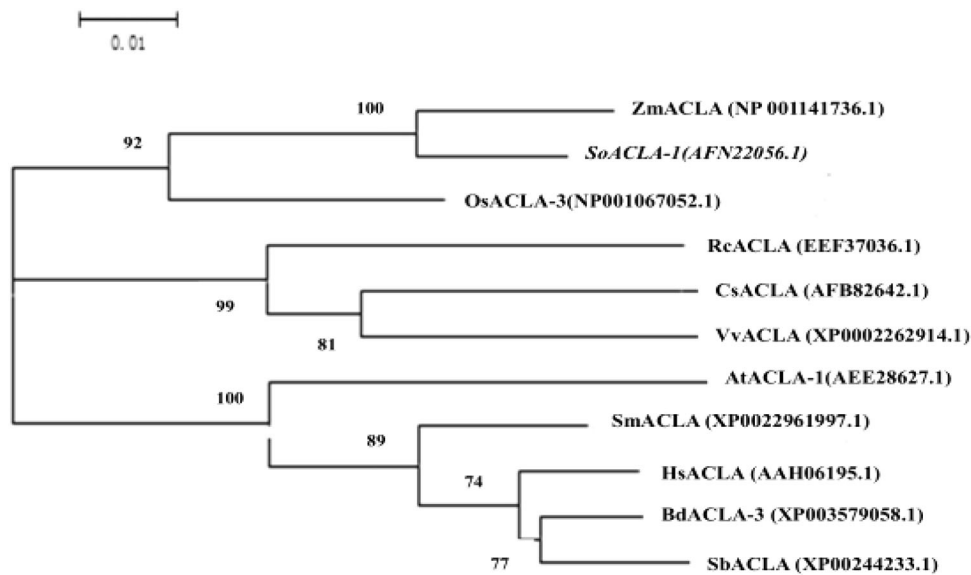 0.01
100
ZmACLA (NP 001141736.1)
92
SoACLA-1(AFN22056.1)
OsACLA-3(NP001067052.1)
RcACLA (EEF37036.1)
99
CsACLA (AFB82642.1)
81
VvACLA (XP0002262914.1)
100
AtACLA-1(AEE28627.1)
89
SmACLA (XP0022961997.1)
74
HsACLA (AAH06195.1)
BdACLA-3 (XP003579058.1)
77
SbACLA (XP00244233.1)